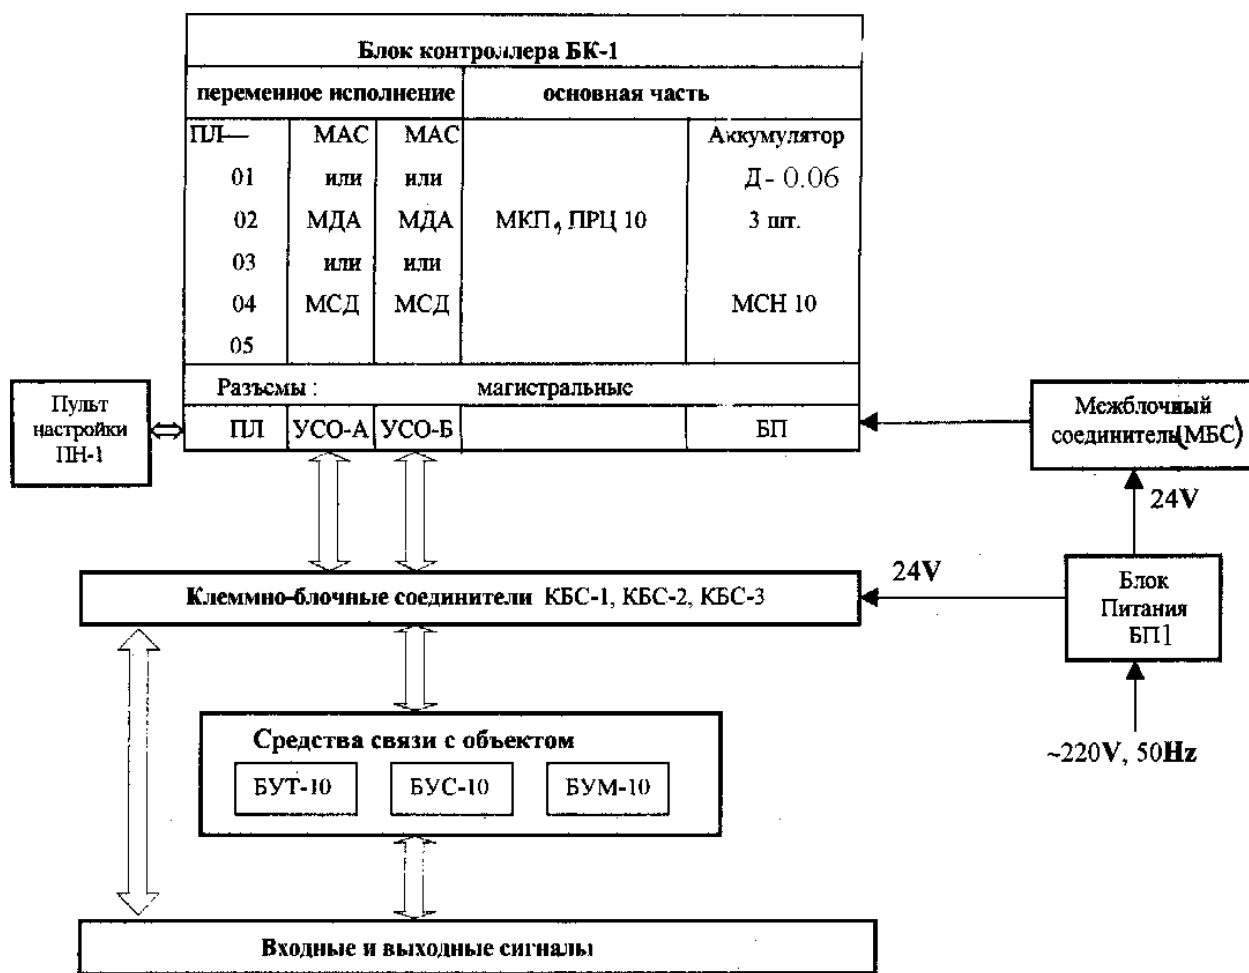 Блок контроллера БК-1
переменное исполнение основная часть
ПЛ— МАС МАС Аккумулятор
01 или или Д- 0.06
02 МДА МДА МКП, ПРЦ 10 3 шт.
03 или или
04 МСД МСД МСН 10
05
Разъемы : магистральные
ПЛ УСО-А УСО-Б БП
Пульт
настройки
ПН-1
Межблочный
соединитель(МБС)
24V
24V
Блок
Питания
БП1
~220V, 50Hz
Клеммно-блочные соединители КБС-1, КБС-2, КБС-3
Средства связи с объектом
БУТ-10 БУС-10 БУМ-10
Входные и выходные сигналы